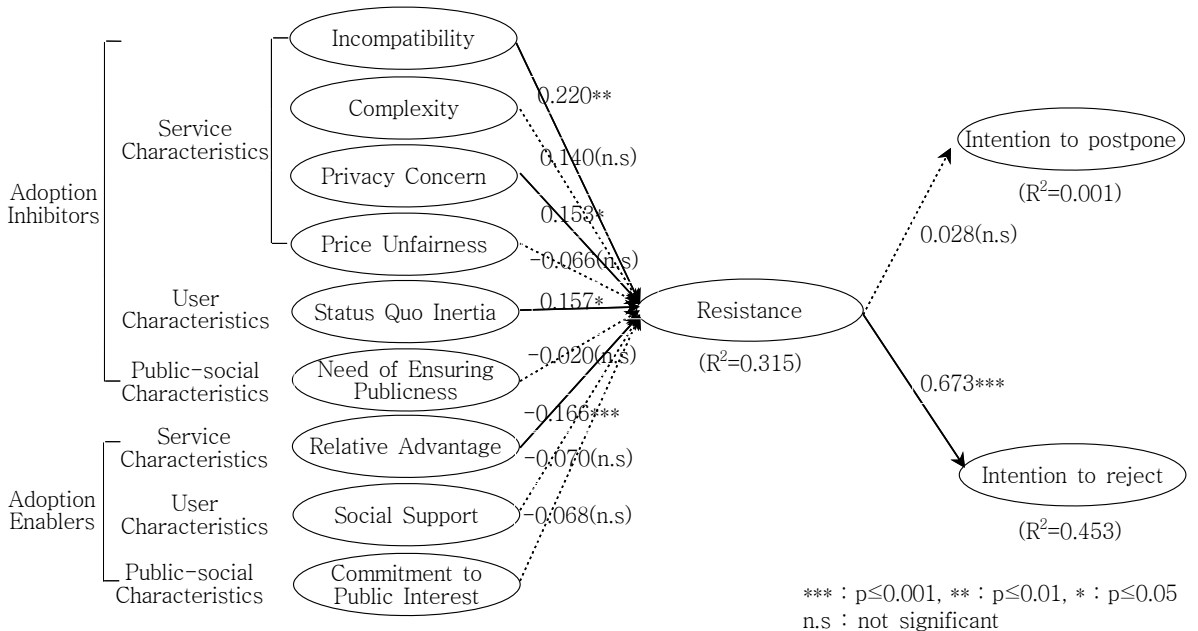 Adoption
Inhibitors
Service
Characteristics
User
Characteristics
Public-social
Characteristics
Adoption
Enablers
Service
Characteristics
User
Characteristics
Public-social
Characteristics
Incompatibility
Complexity
Privacy Concern
Price Unfairness
Status Quo Inertia
Need of Ensuring
Publicness
Relative Advantage
Social Support
Commitment to
Public Interest
0.220**
0.140(n.s)
0.153*
-0.066(n.s)
0.157*
-0.020(n.s)
-0.166***
-0.070(n.s)
-0.068(n.s)
Resistance
(R²=0.315)
Intention to postpone
(R²=0.001)
0.028(n.s)
0.673***
Intention to reject
(R²=0.453)
*** : p≤0.001, ** : p≤0.01, * : p≤0.05
n.s : not significant